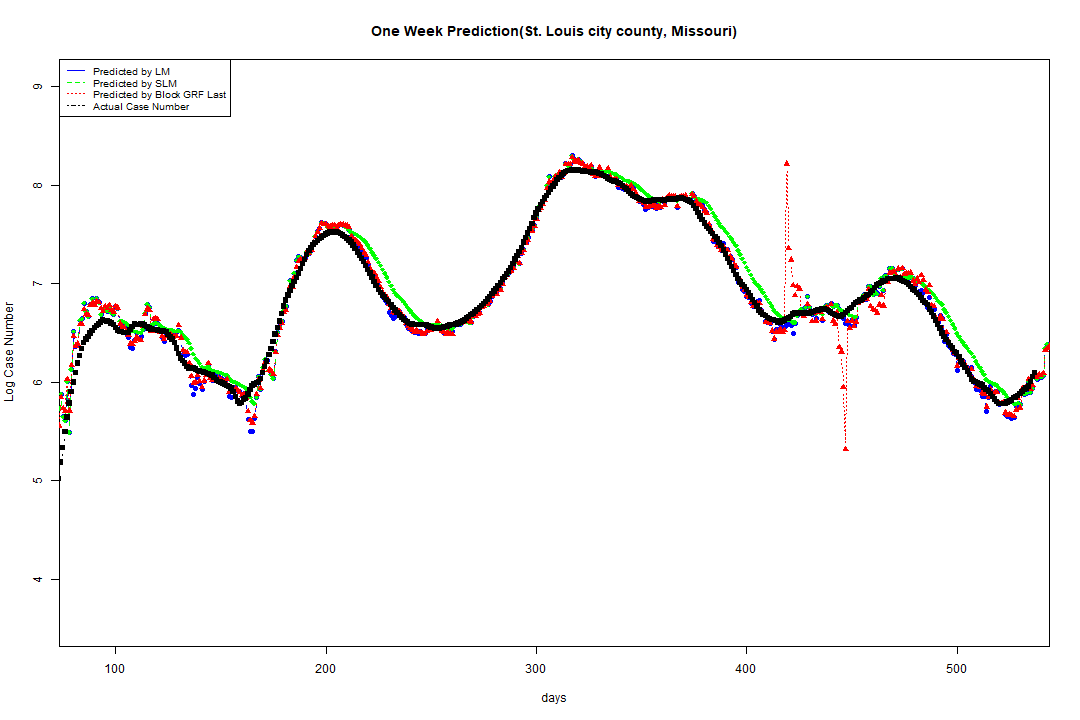 One Week Prediction(St. Louis city county, Missouri)
Predicted by LM
Predicted by SLM
Predicted by Block GRF Last
Actual Case Number
9
8
7
6
5
4
Log Case Number
100 200 300 400 500
days